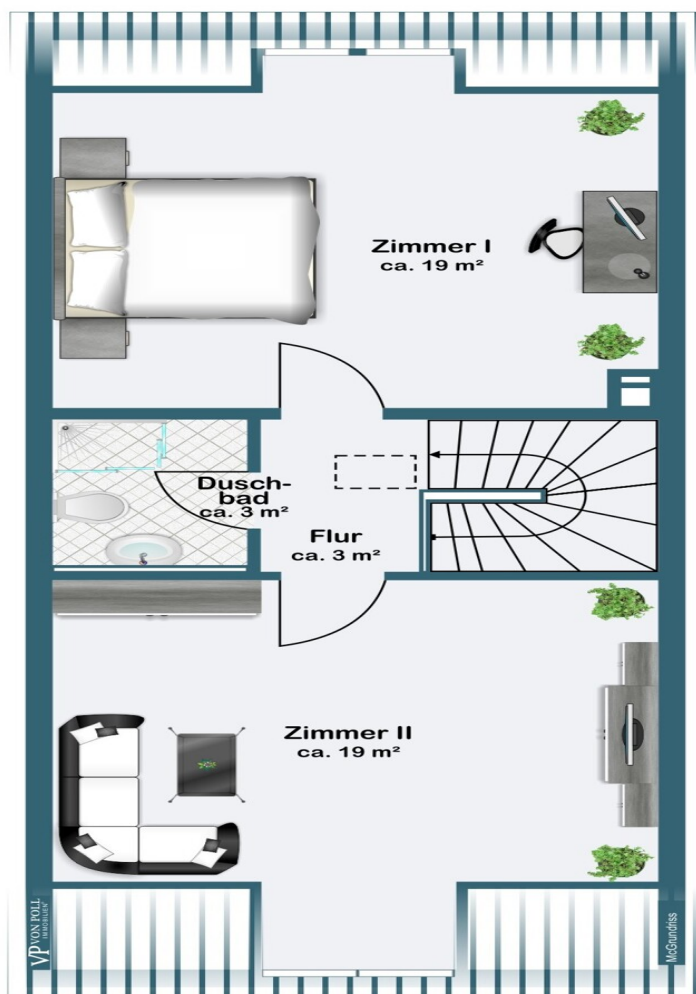 Zimmer I
ca. 19 m²
Dusch-
bad
ca. 3 m²
Flur
ca. 3 m²
Zimmer II
ca. 19 m²
VP VON POLL
IMMOBILIEN
McGrundriss